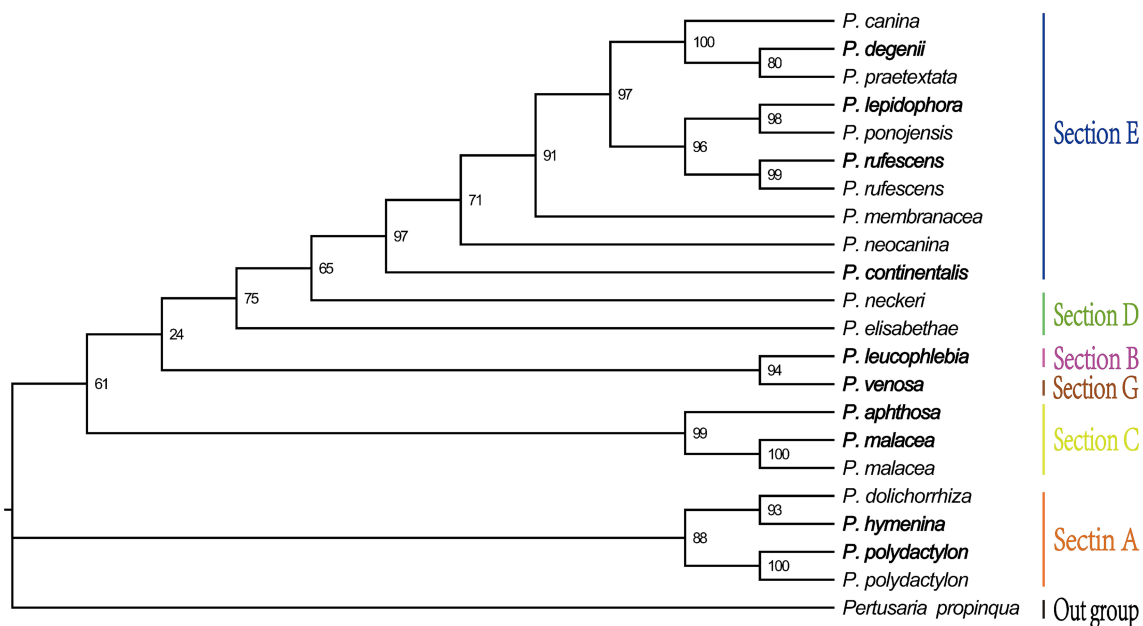 P. canina
100
P. degenii
80
P. praetextata
97
P. lepidophora
98
P. ponojensis
96
P. rufescens
99
P. rufescens
91
P. membranacea
71
P. neocanina
97
P. continentalis
65
P. neckeri
75
P. elisabethae
24
P. leucophlebia
94
P. venosa
61
P. aphthosa
99
P. malacea
100
P. malacea
P. dolichorrhiza
93
P. hymenina
88
P. polydactylon
100
P. polydactylon
Pertusaria propinqua
Section E
Section D
Section B
Section G
Section C
Sectin A
Out group